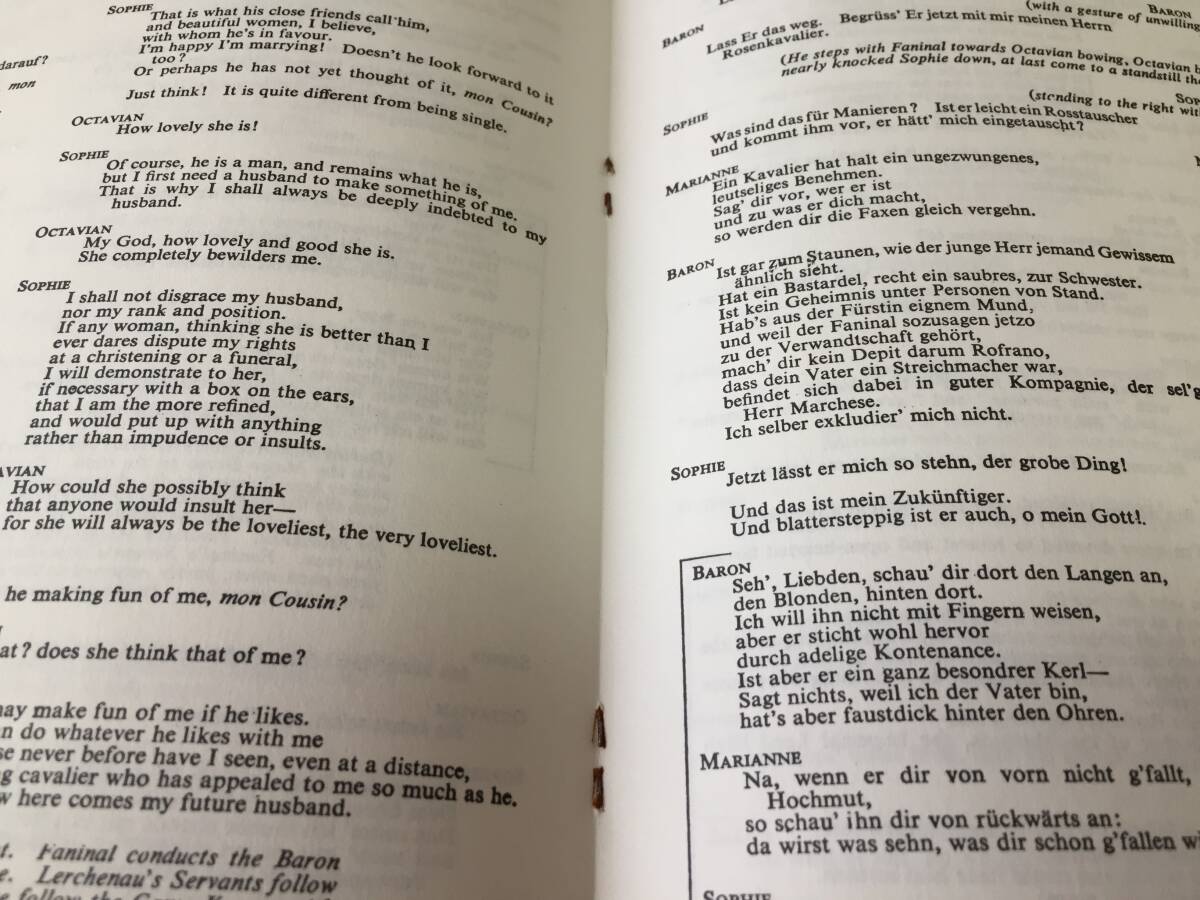 darauf?
mon
SOPHIE
That is what his close friends call him,
and beautiful women, I believe,
with whom he's in favour.
I'm happy I'm marrying! Doesn't he look forward to it
too?
Or perhaps he has not yet thought of it, mon Cousin?
Just think! It is quite different from being single.
OCTAVIAN
How lovely she is!
SOPHIE
Of course, he is a man, and remains what he is,
but I first need a husband to make something of me.
That is why I shall always be deeply indebted to my
husband.
OCTAVIAN
My God, how lovely and good she is.
She completely bewilders me.
SOPHIE
I shall not disgrace my husband,
nor my rank and position.
If any woman, thinking she is better than I
ever dares dispute my rights
at a christening or a funeral,
I will demonstrate to her,
if necessary with a box on the ears,
that I am the more refined,
and would put up with anything
rather than impudence or insults.
AVIAN
How could she possibly think
that anyone would insult her—
for she will always be the loveliest, the very loveliest.
he making fun of me, mon Cousin?
at? does she think that of me?
may make fun of me if he likes.
n do whatever he likes with me
se never before have I seen, even at a distance,
g cavalier who has appealed to me so much as he.
w here comes my future husband.
t. Faninal conducts the Baron
e. Lerchenau's Servants follow
BARON
(with a gesture of unwilling
BARON
Lass Er das weg. Begrüss' Er jetzt mit mir meinen Herrn
Rosenkavalier.
(He steps with Faninal towards Octavian bowing, Octavian b
nearly knocked Sophie down, at last come to a standstill the
SOP
(standing to the right wit
SOPHIE
Was sind das für Manieren? Ist er leicht ein Rosstauscher
und kommt ihm vor, er hätt' mich eingetauscht?
MARIANNE
Ein Kavalier hat halt ein ungezwungenes,
leutseliges Benehmen.
Sag' dir vor, wer er ist
und zu was er dich macht,
so werden dir die Faxen gleich vergehn.
BARON
Ist gar zum Staunen, wie der junge Herr jemand Gewissem
ähnlich sieht.
Hat ein Bastardel, recht ein saubres, zur Schwester.
Ist kein Geheimnis unter Personen von Stand.
Hab's aus der Fürstin eignem Mund,
und weil der Faninal sozusagen jetzo
zu der Verwandtschaft gehört,
mach' dir kein Depit darum Rofrano,
dass dein Vater ein Streichmacher war,
befindet sich dabei in guter Kompagnie, der sel'g
Herr Marchese.
Ich selber exkludier' mich nicht.
SOPHIE
Jetzt lässt er mich so stehn, der grobe Ding!
Und das ist mein Zukünftiger.
Und blattersteppig ist er auch, o mein Gott!.
BARON
Seh', Liebden, schau' dir dort den Langen an,
den Blonden, hinten dort.
Ich will ihn nicht mit Fingern weisen,
aber er sticht wohl hervor
durch adelige Kontenance.
Ist aber er ein ganz besondrer Kerl—
Sagt nichts, weil ich der Vater bin,
hat's aber faustdick hinter den Ohren.
MARIANNE
Na, wenn er dir von vorn nicht g'fallt,
Hochmut,
so schau' ihn dir von rückwärts an:
da wirst was sehn, was dir schon g'fallen wi
SOPHIE